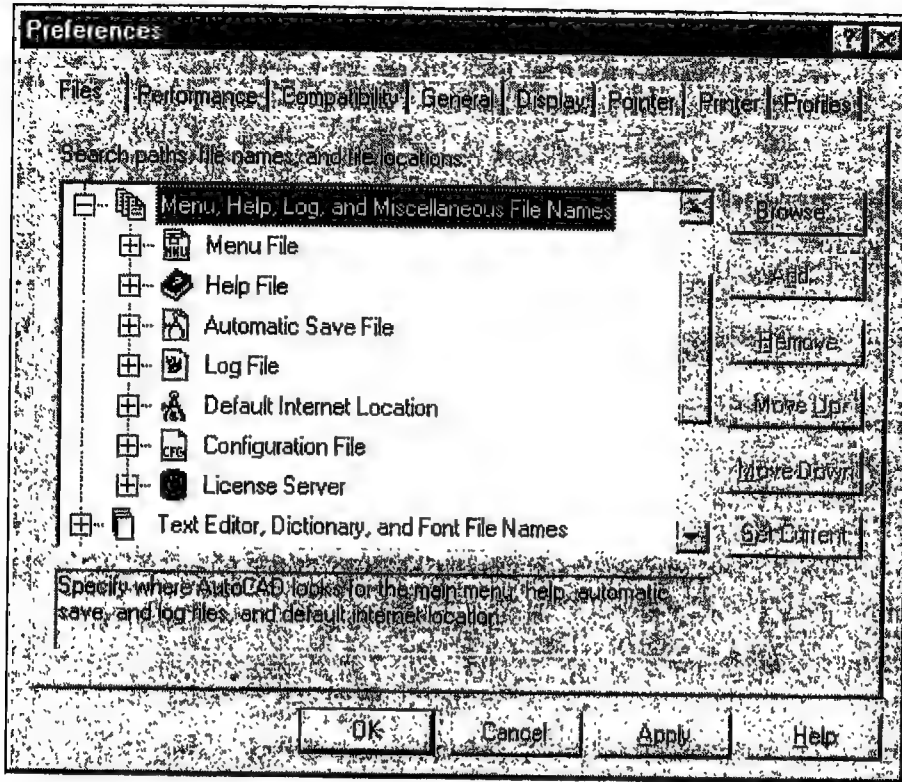 Preferences
Files Performance Compatibility General Display Pointer Printer Profiles
Search paths, file names, and file locations:
Menu, Help, Log, and Miscellaneous File Names
Menu File
Help File
Automatic Save File
Log File
Default Internet Location
Configuration File
License Server
Text Editor, Dictionary, and Font File Names
Browse...
Add...
Remove
Move Up
Move Down
Set Current
Specify where AutoCAD looks for the main menu, help, automatic
save, and log files, and default internet location.
OK Cancel Apply Help